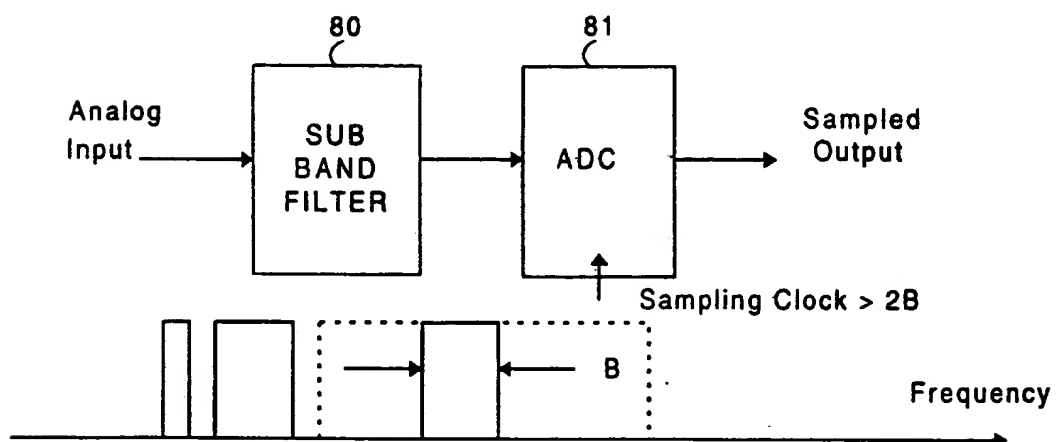 80
81
Analog
Input
SUB
BAND
FILTER
ADC
Sampled
Output
Sampling Clock > 2B
B
Frequency